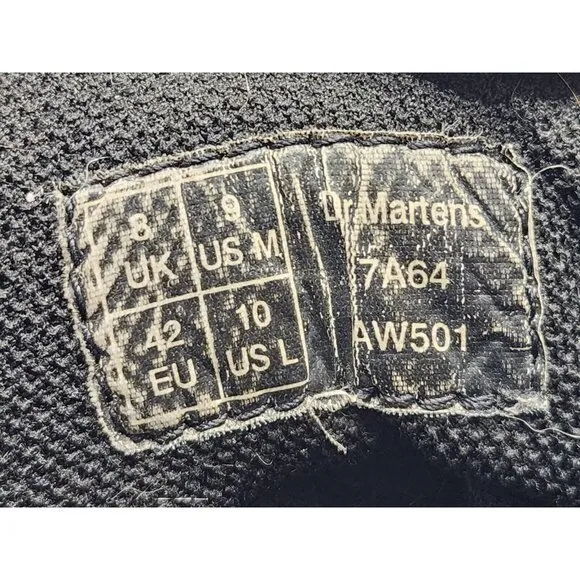 8
UK
9
US M
42
EU
10
US L
Dr.Martens
7A64
AW501